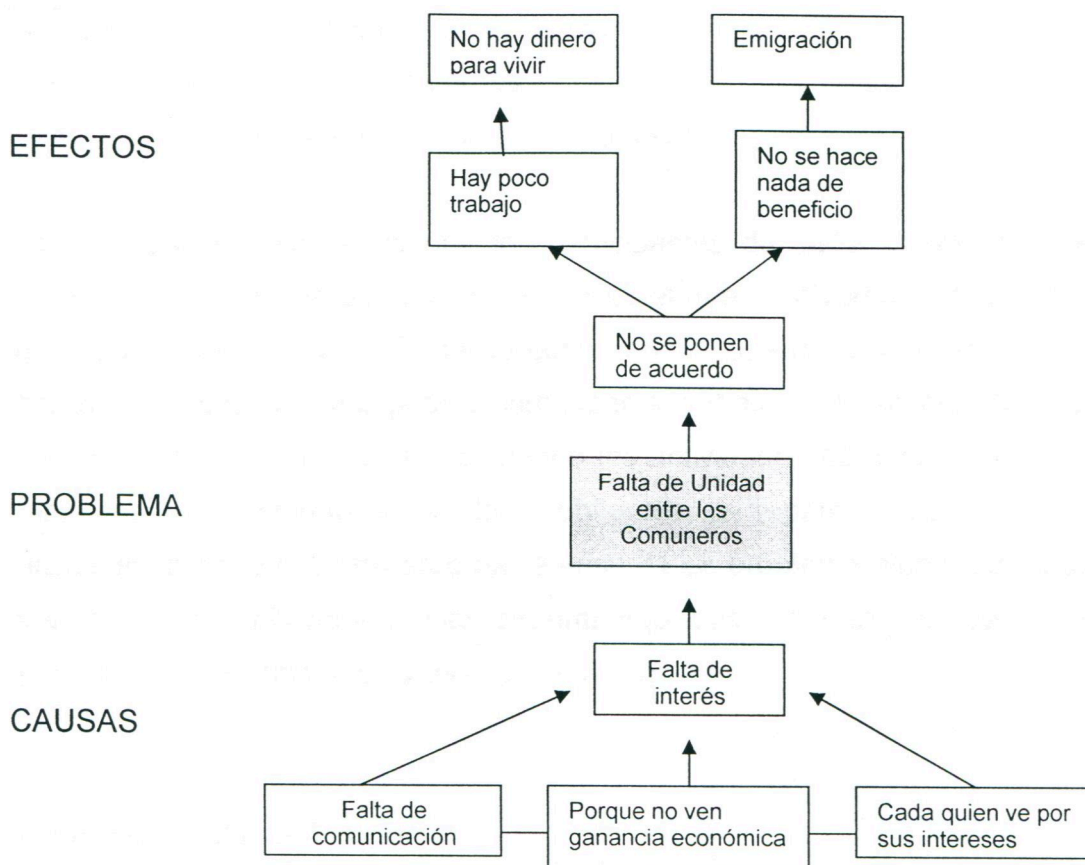 No hay dinero
para vivir
Emigración
EFECTOS
Hay poco
trabajo
No se hace
nada de
beneficio
No se ponen
de acuerdo
PROBLEMA
Falta de Unidad
entre los
Comuneros
Falta de
interés
CAUSAS
Falta de
comunicación
Porque no ven
ganancia económica
Cada quien ve por
sus intereses